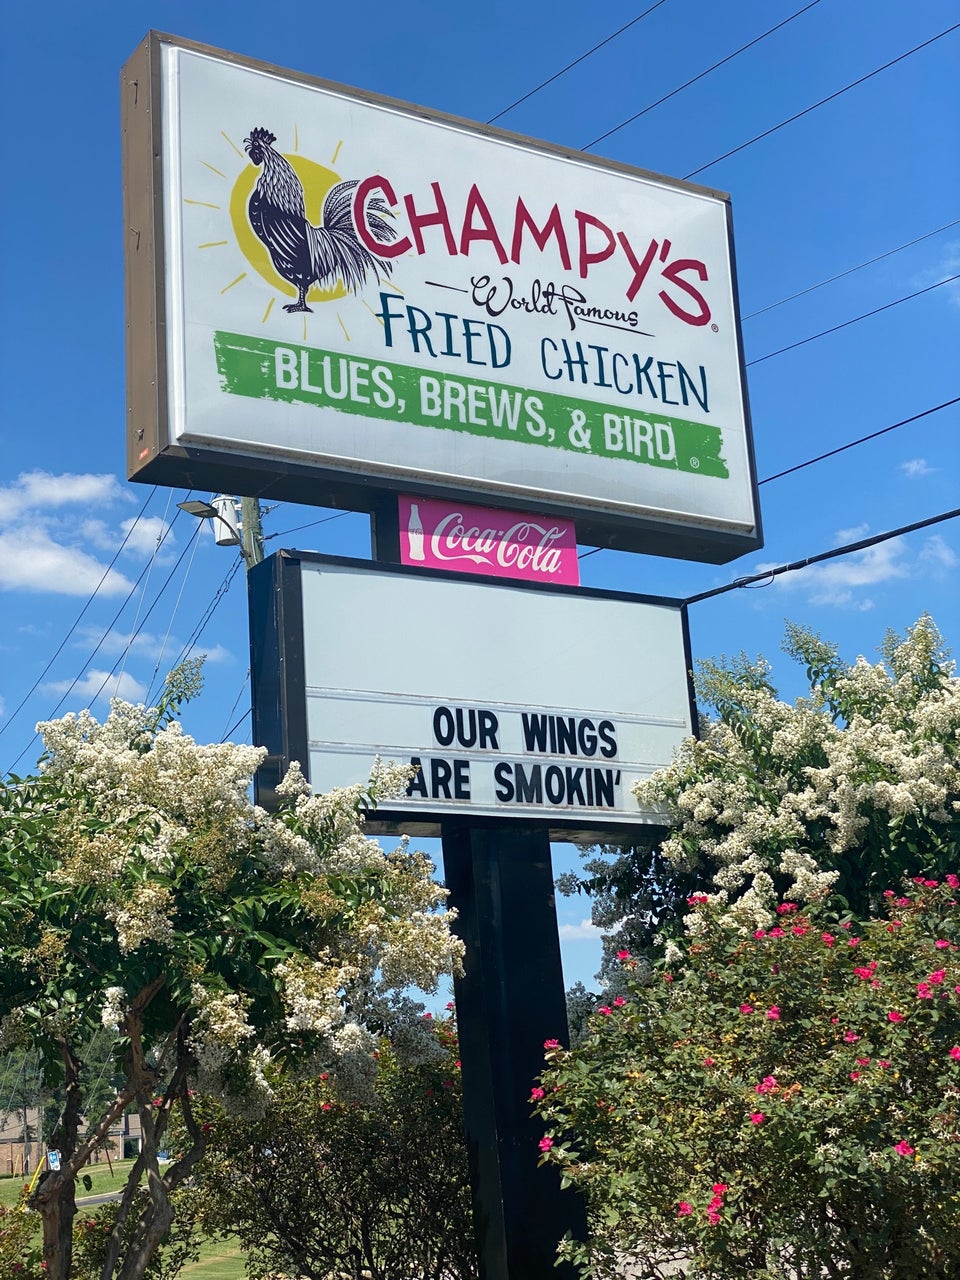 CHAMPY'S®
World Famous
FRIED CHICKEN
BLUES, BREWS, & BIRD ®
Coca-Cola
OUR WINGS
ARE SMOKIN'